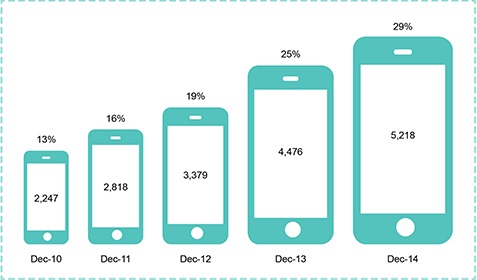 13%
16%
19%
25%
29%
2,247
2,818
3,379
4,476
5,218
Dec-10
Dec-11
Dec-12
Dec-13
Dec-14